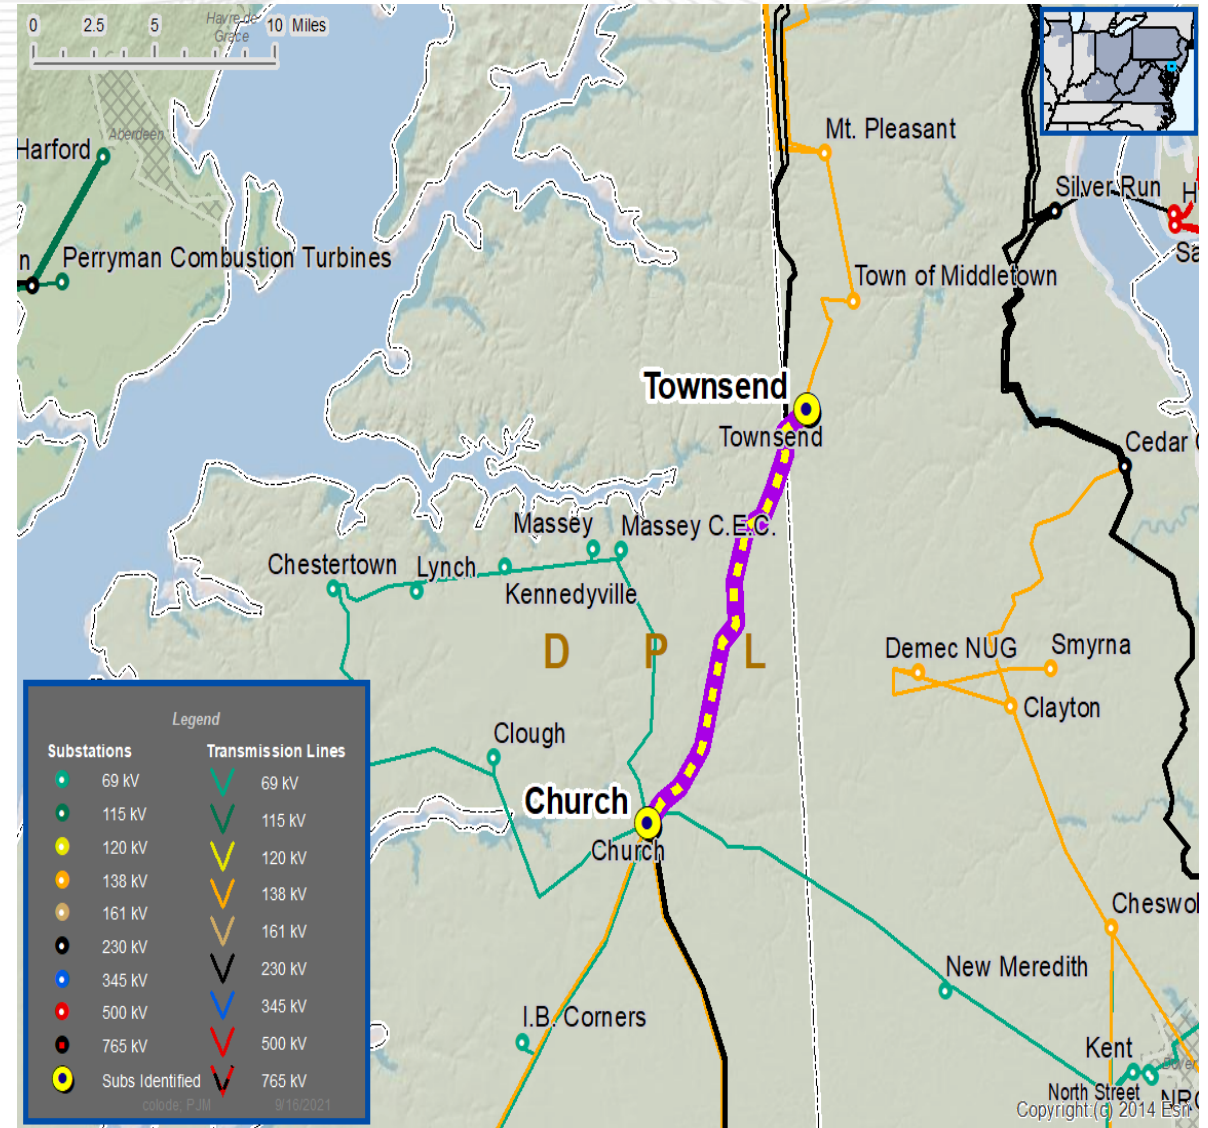 0 2.5 5 10 Miles
Havre de
Grace
Aberdeen
Harford
Mt. Pleasant
Silver Run
H
Sa
n
Perryman Combustion Turbines
Town of Middletown
Townsend
Townsend
Cedar
Massey
Massey C.E.C.
Chestertown
Lynch
Kennedyville
D P L
Demec NUG
Smyrna
Clayton
Clough
Church
Church
Cheswol
New Meredith
I.B. Corners
Kent
Dover
North Street
NRG
Legend
Substations Transmission Lines
69 kV 69 kV
115 kV 115 kV
120 kV 120 kV
138 kV 138 kV
161 kV 161 kV
230 kV 230 kV
345 kV 345 kV
500 kV 500 kV
765 kV 765 kV
Subs Identified
colode, PJM 9/16/2021
Copyright:(c) 2014 Esri